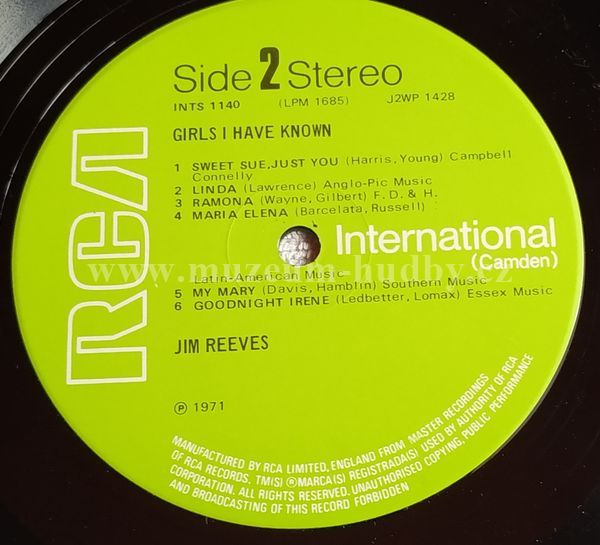 RCA
Side 2 Stereo
INTS 1140 (LPM 1685) J2WP 1428
GIRLS I HAVE KNOWN
1 SWEET SUE,JUST YOU (Harris, Young) Campbell
Connelly
2 LINDA (Lawrence) Anglo-Pic Music
3 RAMONA (Wayne, Gilbert) F. D. & H.
4 MARIA ELENA (Barcelata, Russell)
International
(Camden)
www.muzeum-hudby.cz
Latin-American Music
5 MY MARY (Davis, Hamblin) Southern Music
6 GOODNIGHT IRENE (Ledbetter, Lomax) Essex Music
JIM REEVES
℗ 1971
MANUFACTURED BY RCA LIMITED, ENGLAND FROM MASTER RECORDINGS
OF RCA RECORDS. TM(S) ® MARCA(S) REGISTRADA(S) USED BY AUTHORITY OF RCA
CORPORATION. ALL RIGHTS RESERVED. UNAUTHORISED COPYING, PUBLIC PERFORMANCE
AND BROADCASTING OF THIS RECORD FORBIDDEN